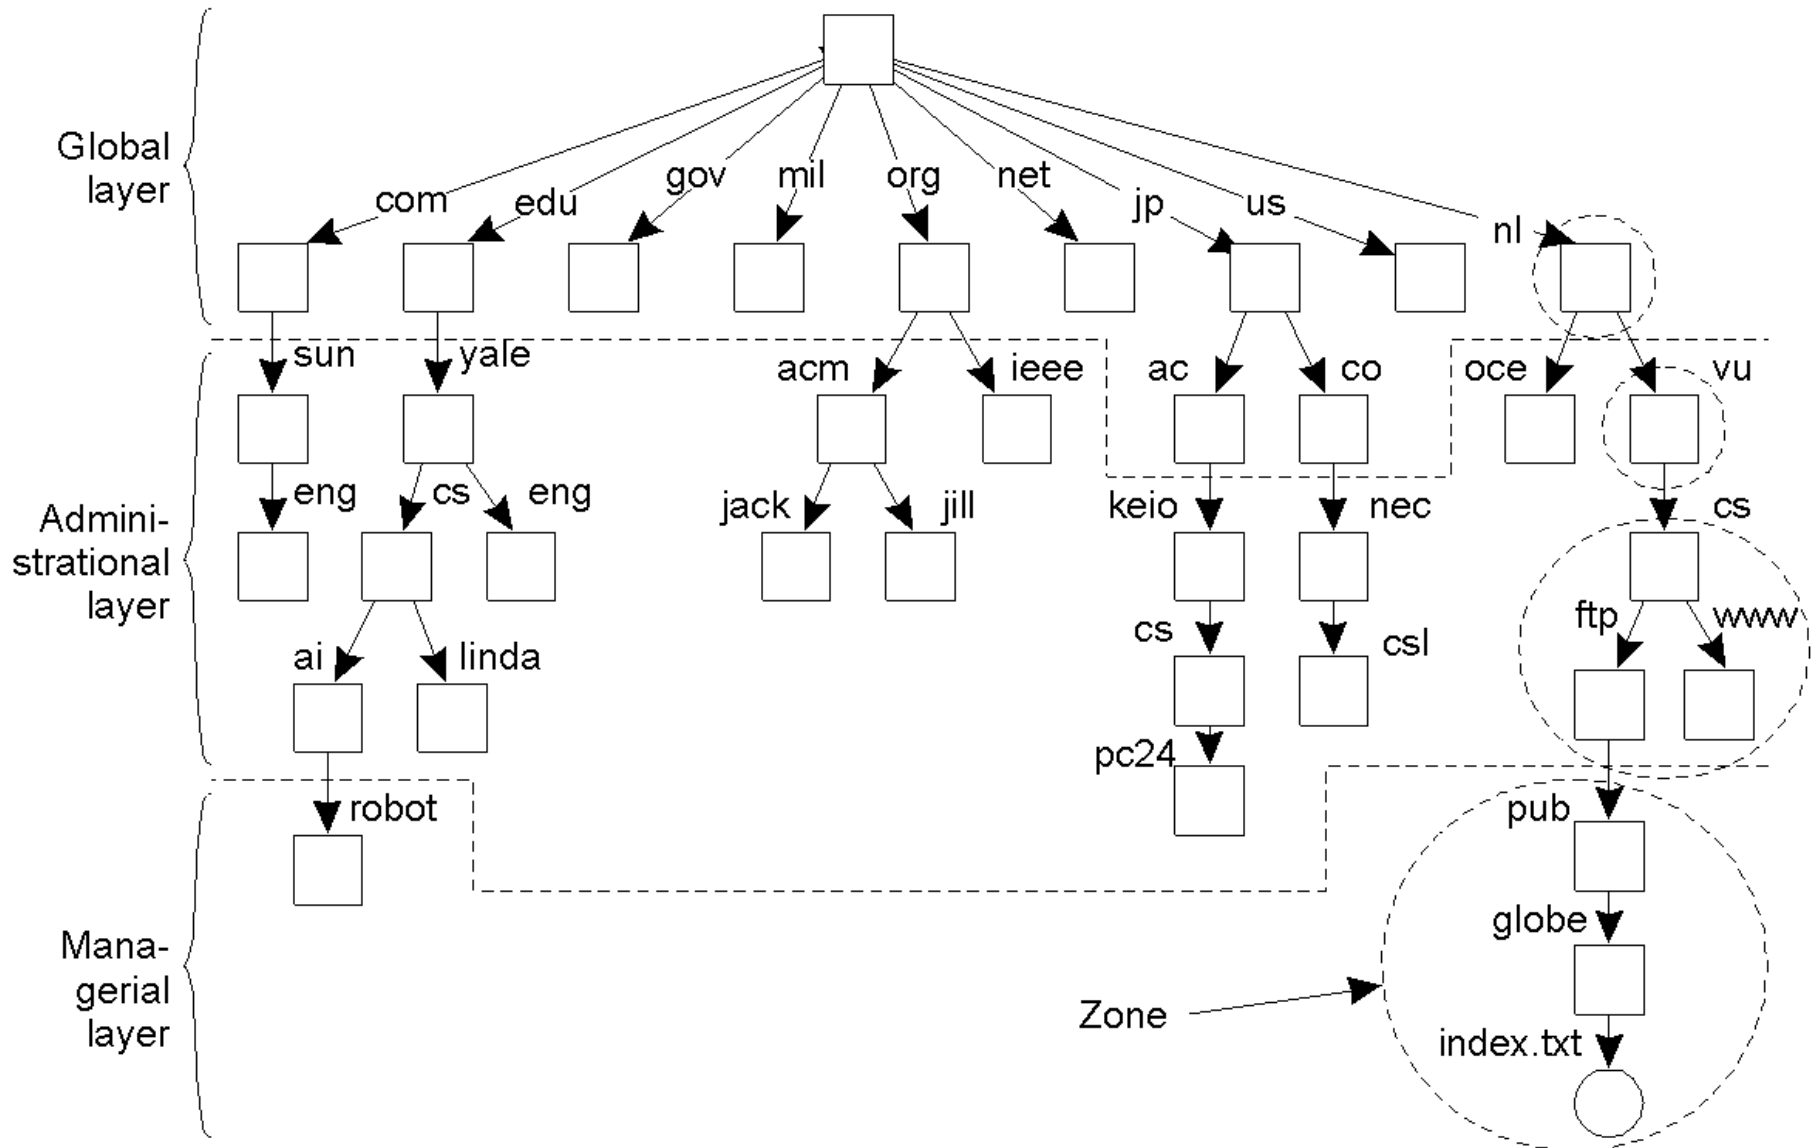 Global
layer
com
edu
gov
mil
org
net
jp
us
nl
sun
yale
acm
ieee
ac
co
oce
vu
Admini-
strational
layer
eng
cs
eng
jack
jill
keio
nec
cs
ai
linda
cs
csl
ftp
www
pc24
Mana-
gerial
layer
robot
pub
globe
Zone
index.txt